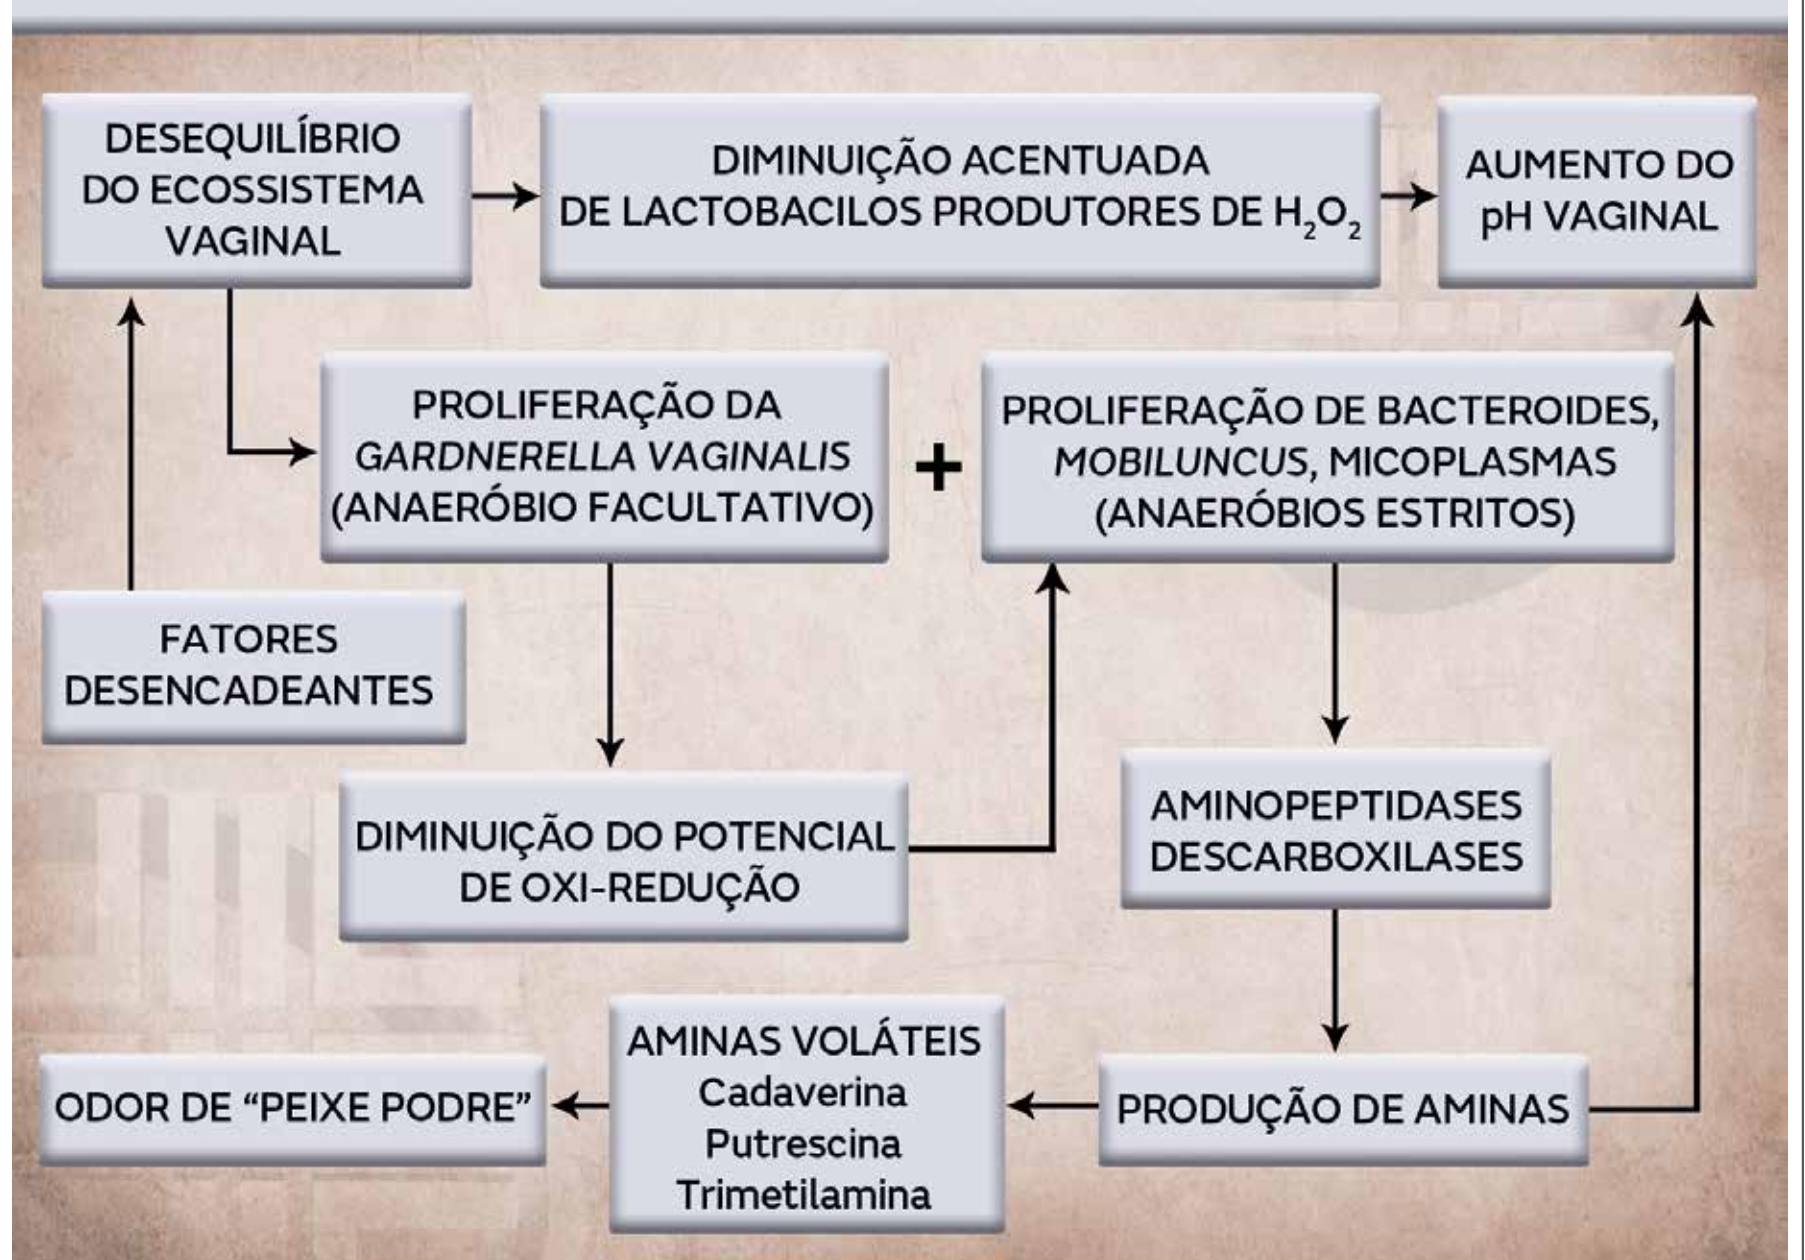 DESEQUILÍBRIO
DO ECOSSISTEMA
VAGINAL
DIMINUIÇÃO ACENTUADA
DE LACTOBACILOS PRODUTORES DE H₂O₂
AUMENTO DO
pH VAGINAL
PROLIFERAÇÃO DA
GARDNERELLA VAGINALIS
(ANAERÓBIO FACULTATIVO)
+
PROLIFERAÇÃO DE BACTEROIDES,
MOBILUNCUS, MICOPLASMAS
(ANAERÓBIOS ESTRITOS)
FATORES
DESENCADEANTES
DIMINUIÇÃO DO POTENCIAL
DE OXI-REDUÇÃO
AMINOPEPTIDASES
DESCARBOXILASES
ODOR DE “PEIXE PODRE”
AMINAS VOLÁTEIS
Cadaverina
Putrescina
Trimetilamina
PRODUÇÃO DE AMINAS